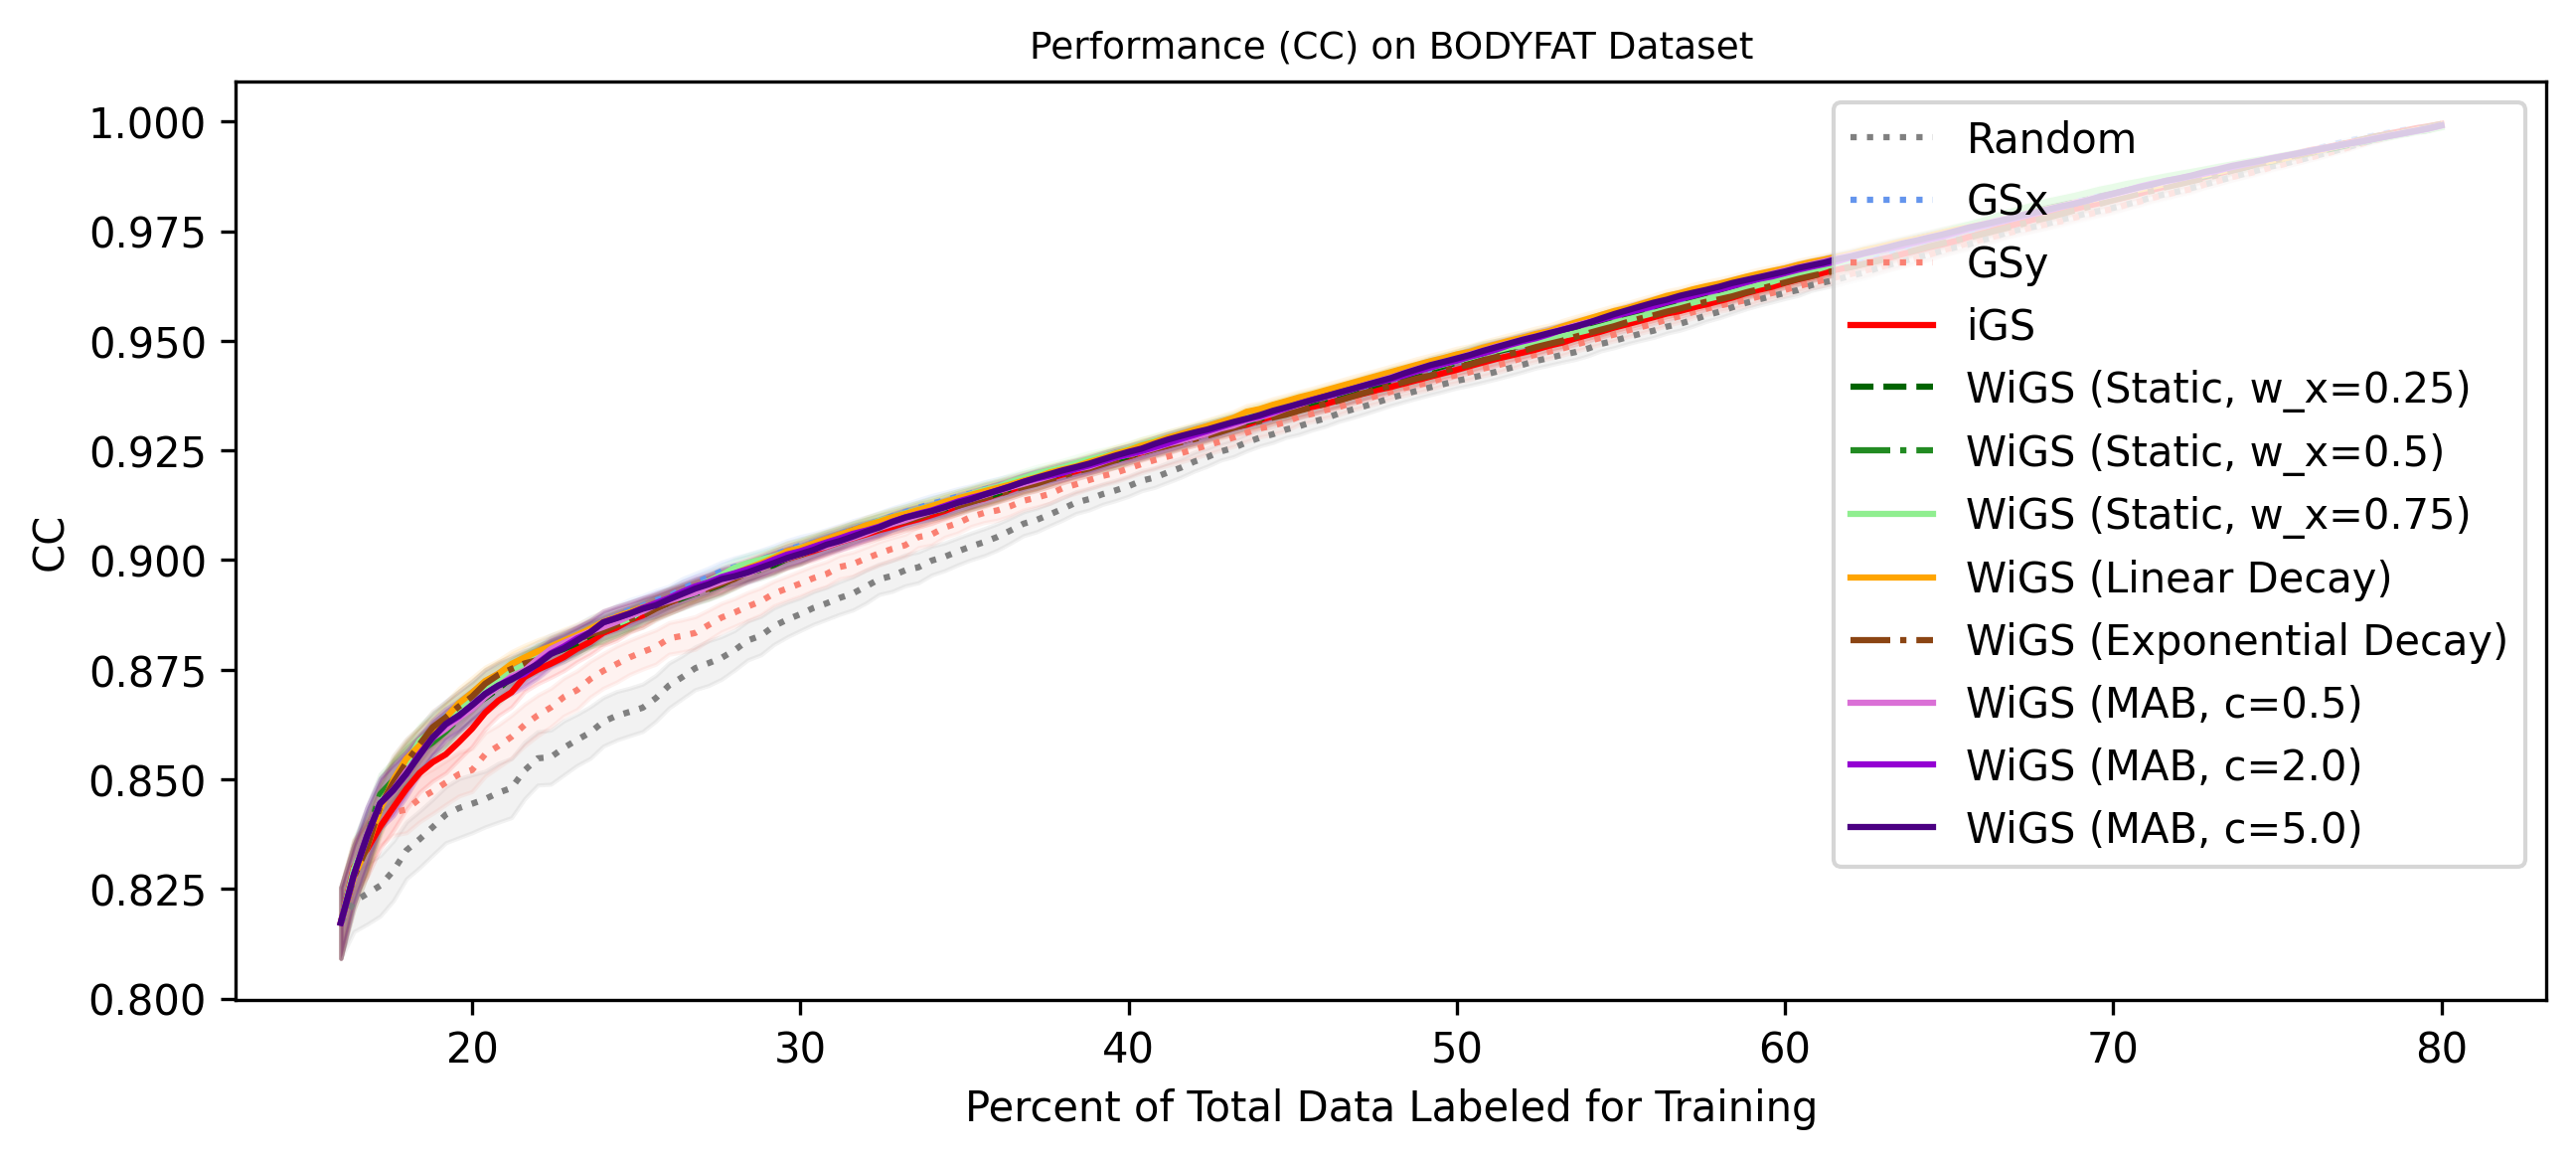 Performance (CC) on BODYFAT Dataset
1.000
0.975
0.950
0.925
0.900
0.875
0.850
0.825
0.800
CC
20 30 40 50 60 70 80
Percent of Total Data Labeled for Training
Random
GSx
GSy
iGS
WiGS (Static, w_x=0.25)
WiGS (Static, w_x=0.5)
WiGS (Static, w_x=0.75)
WiGS (Linear Decay)
WiGS (Exponential Decay)
WiGS (MAB, c=0.5)
WiGS (MAB, c=2.0)
WiGS (MAB, c=5.0)